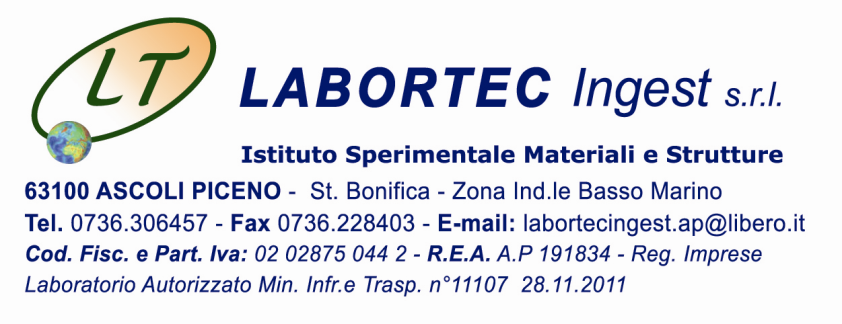 LT
LABORTEC Ingest s.r.l.
Istituto Sperimentale Materiali e Strutture
63100 ASCOLI PICENO - St. Bonifica - Zona Ind.le Basso Marino
Tel. 0736.306457 - Fax 0736.228403 - E-mail: labortecingest.ap@libero.it
Cod. Fisc. e Part. Iva: 02 02875 044 2 - R.E.A. A.P 191834 - Reg. Imprese
Laboratorio Autorizzato Min. Infr.e Trasp. n°11107 28.11.2011